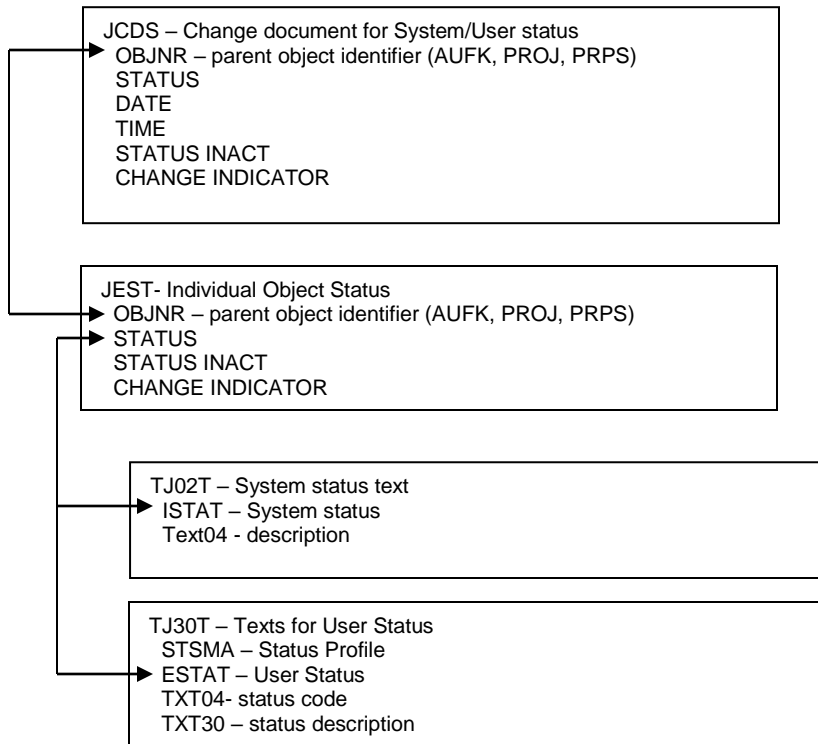 JCDS – Change document for System/User status
OBJNR – parent object identifier (AUFK, PROJ, PRPS)
STATUS
DATE
TIME
STATUS INACT
CHANGE INDICATOR
JEST- Individual Object Status
OBJNR – parent object identifier (AUFK, PROJ, PRPS)
STATUS
STATUS INACT
CHANGE INDICATOR
TJ02T – System status text
ISTAT – System status
Text04 - description
TJ30T – Texts for User Status
STSMA – Status Profile
ESTAT – User Status
TXT04- status code
TXT30 – status description